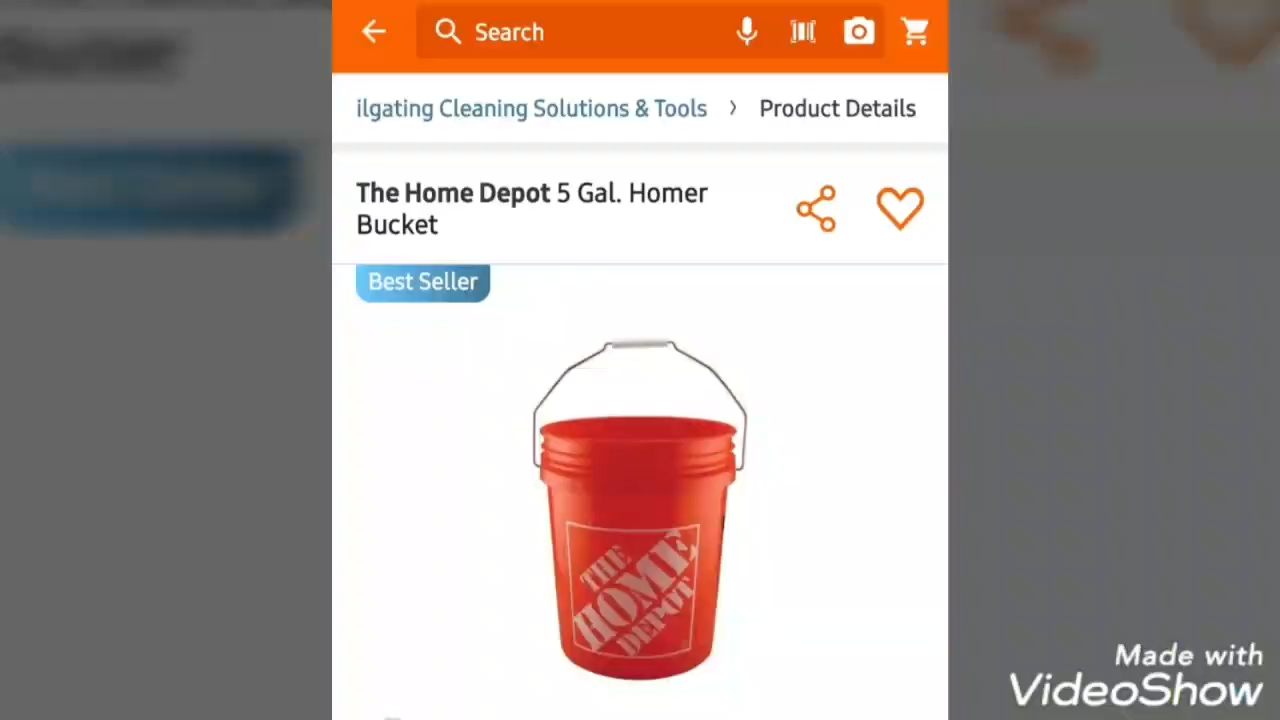 Search
ilgating Cleaning Solutions & Tools › Product Details
The Home Depot 5 Gal. Homer
Bucket
Best Seller
THE
HOME
DEPOT
Made with
VideoShow